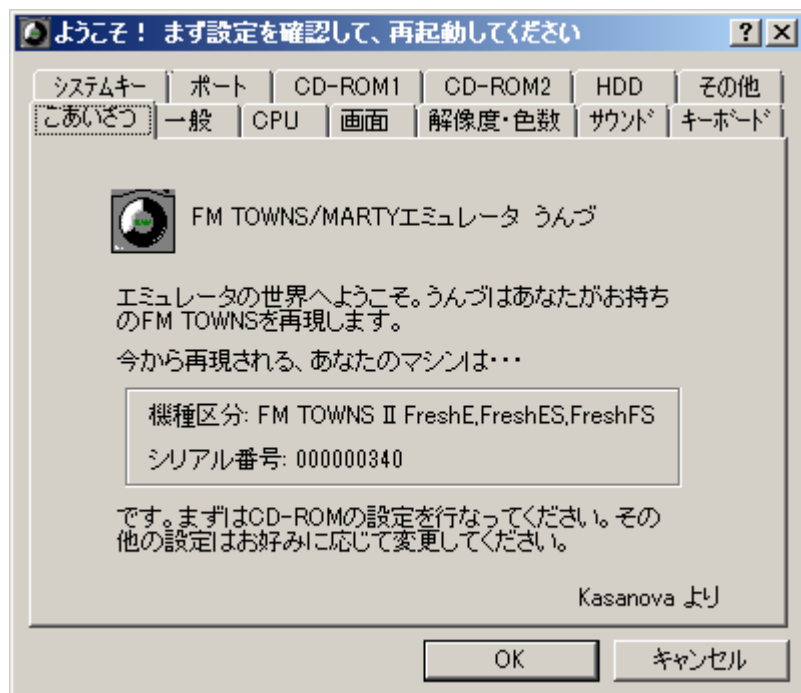 ようこそ! まず設定を確認して、再起動してください
システムキー
ポート
CD-ROM1
CD-ROM2
HDD
その他
ごあいさつ
一般
CPU
画面
解像度・色数
サウンド
キーボード
FM TOWNS/MARTYエミュレータ うんづ
エミュレータの世界へようこそ。うんづはあなたがお持ち
のFM TOWNSを再現します。
今から再現される、あなたのマシンは・・・
機種区分: FM TOWNS II FreshE,FreshES,FreshFS
シリアル番号: 000000340
です。まずはCD-ROMの設定を行なってください。その
他の設定はお好みに応じて変更してください。
Kasanova より
OK
キャンセル